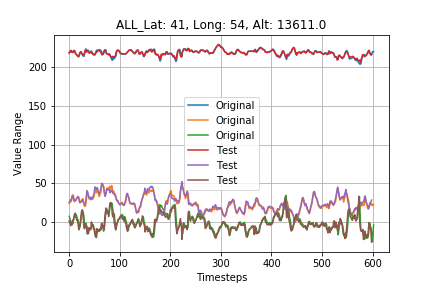 ALL_Lat: 41, Long: 54, Alt: 13611.0
Value Range
200
150
100
50
0
Original
Original
Original
Test
Test
Test
0 100 200 300 400 500 600
Timesteps